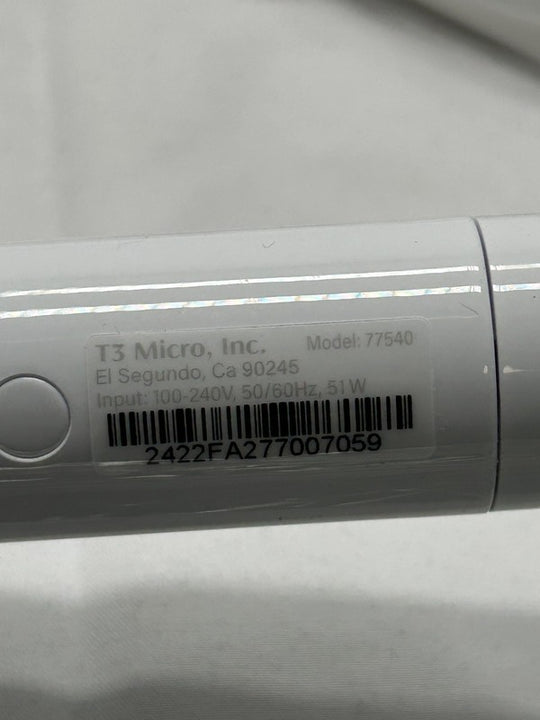 T3 Micro, Inc. Model: 77540
El Segundo, Ca 90245
Input: 100-240V, 50/60Hz, 51W
2422FA277007059